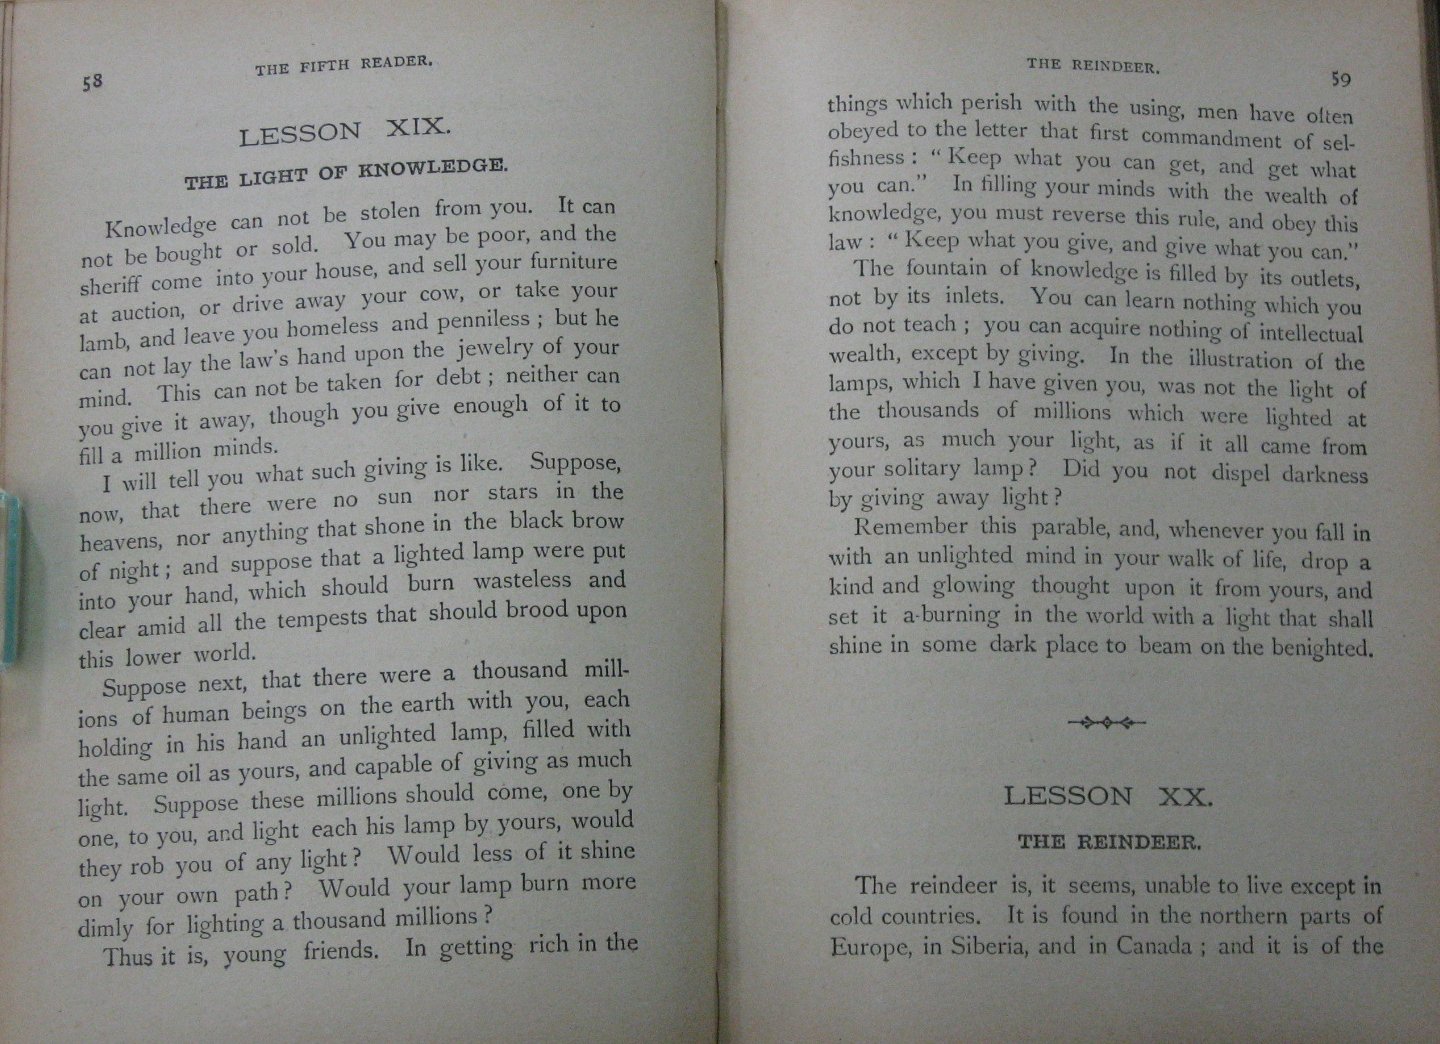 58
THE FIFTH READER.
LESSON XIX.
THE LIGHT OF KNOWLEDGE.
Knowledge can not be stolen from you. It can
not be bought or sold. You may be poor, and the
sheriff come into your house, and sell your furniture
at auction, or drive away your cow, or take your
lamb, and leave you homeless and penniless; but he
can not lay the law's hand upon the jewelry of your
mind. This can not be taken for debt; neither can
you give it away, though you give enough of it to
fill a million minds.
I will tell you what such giving is like. Suppose,
now, that there were no sun nor stars in the
heavens, nor anything that shone in the black brow
of night; and suppose that a lighted lamp were put
into your hand, which should burn wasteless and
clear amid all the tempests that should brood upon
this lower world.
Suppose next, that there were a thousand mill-
ions of human beings on the earth with you, each
holding in his hand an unlighted lamp, filled with
the same oil as yours, and capable of giving as much
light. Suppose these millions should come, one by
one, to you, and light each his lamp by yours, would
they rob you of any light? Would less of it shine
on your own path? Would your lamp burn more
dimly for lighting a thousand millions?
Thus it is, young friends. In getting rich in the
THE REINDEER.
59
things which perish with the using, men have often
obeyed to the letter that first commandment of sel-
fishness: "Keep what you can get, and get what
you can." In filling your minds with the wealth of
knowledge, you must reverse this rule, and obey this
law: "Keep what you give, and give what you can."
The fountain of knowledge is filled by its outlets,
not by its inlets. You can learn nothing which you
do not teach; you can acquire nothing of intellectual
wealth, except by giving. In the illustration of the
lamps, which I have given you, was not the light of
the thousands of millions which were lighted at
yours, as much your light, as if it all came from
your solitary lamp? Did you not dispel darkness
by giving away light?
Remember this parable, and, whenever you fall in
with an unlighted mind in your walk of life, drop a
kind and glowing thought upon it from yours, and
set it a-burning in the world with a light that shall
shine in some dark place to beam on the benighted.
LESSON XX.
THE REINDEER.
The reindeer is, it seems, unable to live except in
cold countries. It is found in the northern parts of
Europe, in Siberia, and in Canada; and it is of the